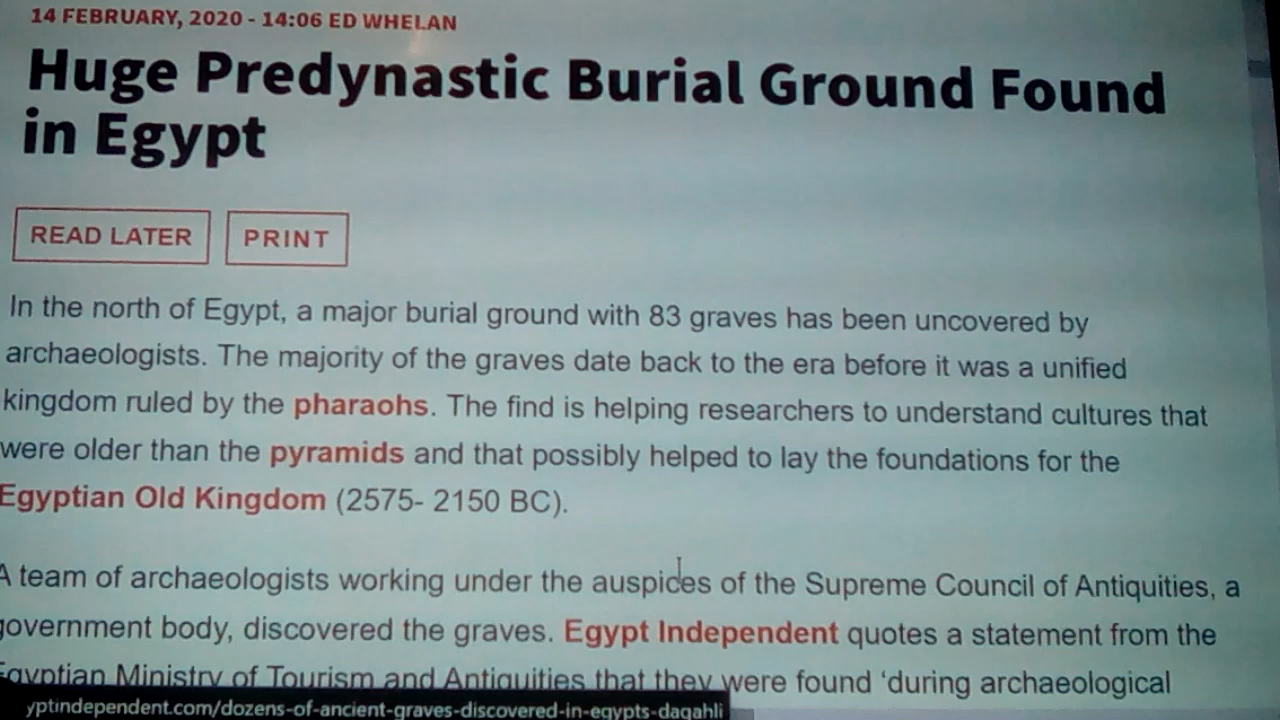 14 FEBRUARY, 2020 - 14:06 ED WHELAN
Huge Predynastic Burial Ground Found
in Egypt
READ LATER PRINT
In the north of Egypt, a major burial ground with 83 graves has been uncovered by
archaeologists. The majority of the graves date back to the era before it was a unified
kingdom ruled by the pharaohs. The find is helping researchers to understand cultures that
were older than the pyramids and that possibly helped to lay the foundations for the
Egyptian Old Kingdom (2575- 2150 BC).
A team of archaeologists working under the auspices of the Supreme Council of Antiquities, a
government body, discovered the graves. Egypt Independent quotes a statement from the
Egyptian Ministry of Tourism and Antiquities that they were found ‘during archaeological
yptindependent.com/dozens-of-ancient-graves-discovered-in-egypts-daqahli